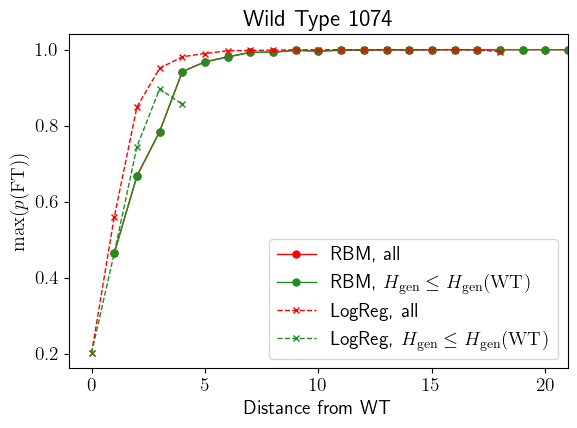 Wild Type 1074
max(p(FT))
1.0
0.8
0.6
0.4
0.2
0 5 10 15 20
Distance from WT
RBM, all
RBM, H_gen ≤ H_gen(WT)
LogReg, all
LogReg, H_gen ≤ H_gen(WT)